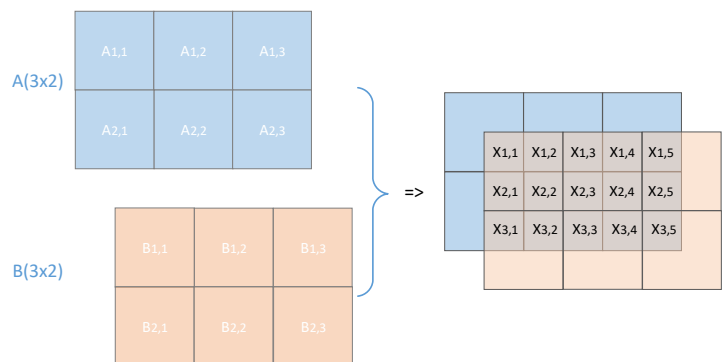 A1,1 A1,2 A1,3
A(3x2)
A2,1 A2,2 A2,3
X1,1 X1,2 X1,3 X1,4 X1,5
=> X2,1 X2,2 X2,3 X2,4 X2,5
X3,1 X3,2 X3,3 X3,4 X3,5
B1,1 B1,2 B1,3
B(3x2)
B2,1 B2,2 B2,3